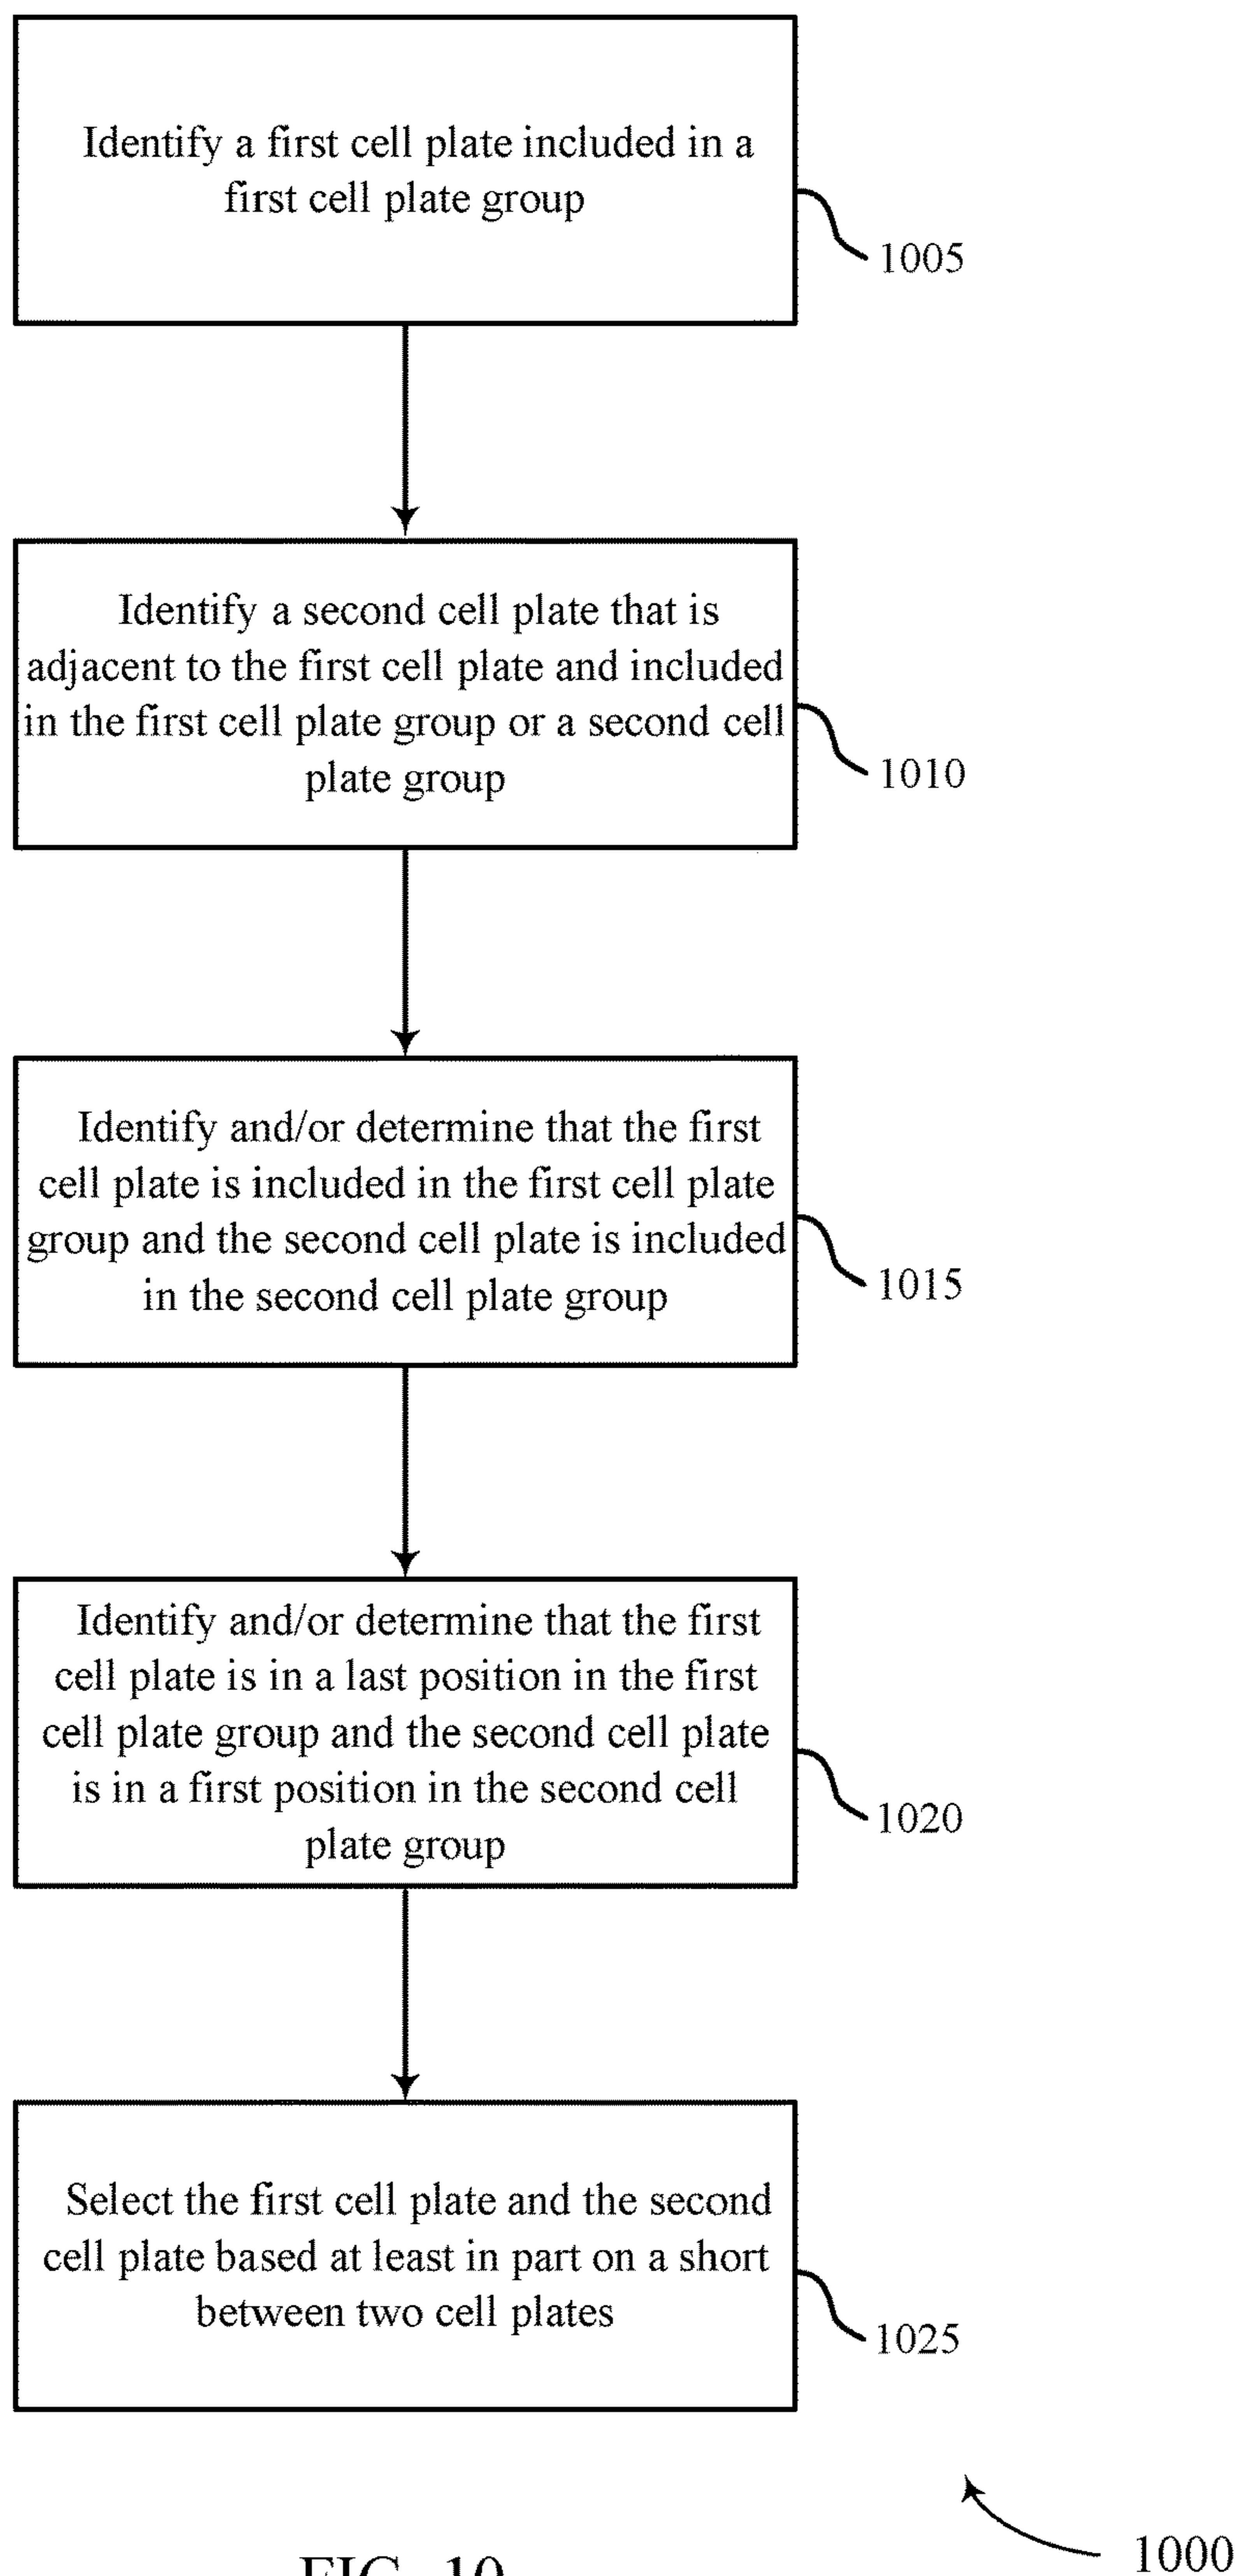 Identify a first cell plate included in a
first cell plate group
1005
Identify a second cell plate that is
adjacent to the first cell plate and included
in the first cell plate group or a second cell
plate group
1010
Identify and/or determine that the first
cell plate is included in the first cell plate
group and the second cell plate is included
in the second cell plate group
1015
Identify and/or determine that the first
cell plate is in a last position in the first
cell plate group and the second cell plate
is in a first position in the second cell
plate group
1020
Select the first cell plate and the second
cell plate based at least in part on a short
between two cell plates
1025
1000
FIG. 10